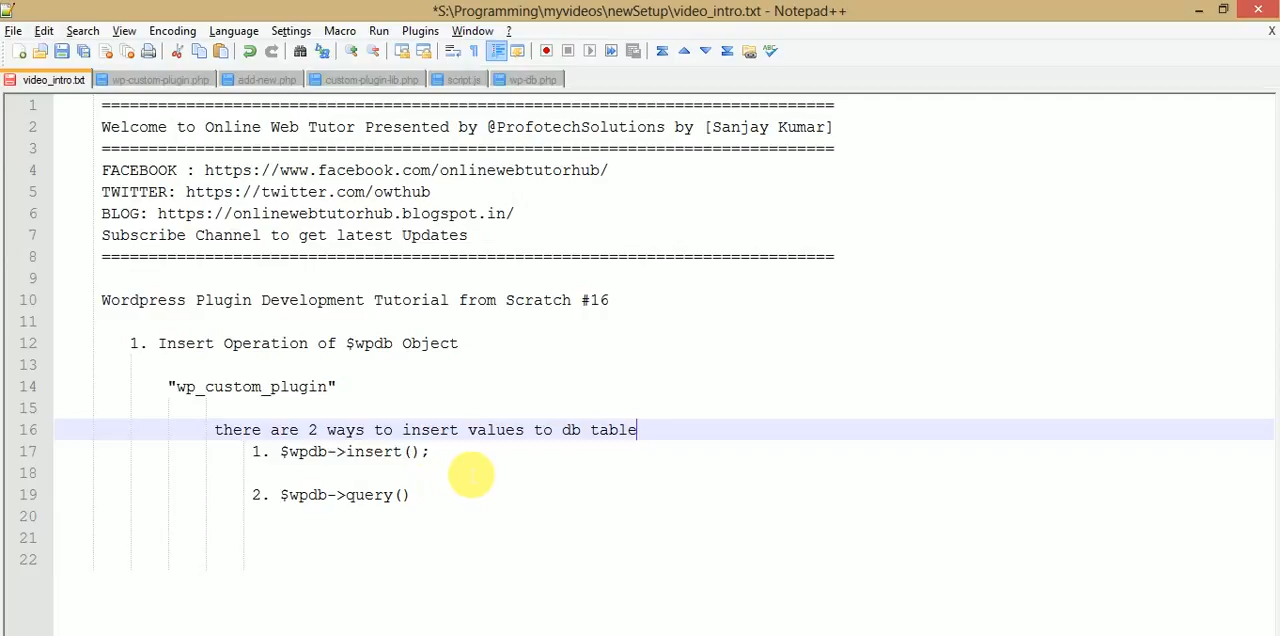 *S:\Programming\myvideos\newSetup\video_intro.txt - Notepad++
File Edit Search View Encoding Language Settings Macro Run Plugins Window ? X
video_intro.txt wp-custom-plugin.php add-new.php custom-plugin-lib.php script.js wp-db.php
1 ==============================================================================
2 Welcome to Online Web Tutor Presented by @ProfotechSolutions by [Sanjay Kumar]
3 ==============================================================================
4 FACEBOOK : https://www.facebook.com/onlinewebtutorhub/
5 TWITTER: https://twitter.com/owthub
6 BLOG: https://onlinewebtutorhub.blogspot.in/
7 Subscribe Channel to get latest Updates
8 ==============================================================================
9
10 Wordpress Plugin Development Tutorial from Scratch #16
11
12 1. Insert Operation of $wpdb Object
13
14 "wp_custom_plugin"
15
16 there are 2 ways to insert values to db table
17 1. $wpdb->insert();
18
19 2. $wpdb->query()
20
21
22